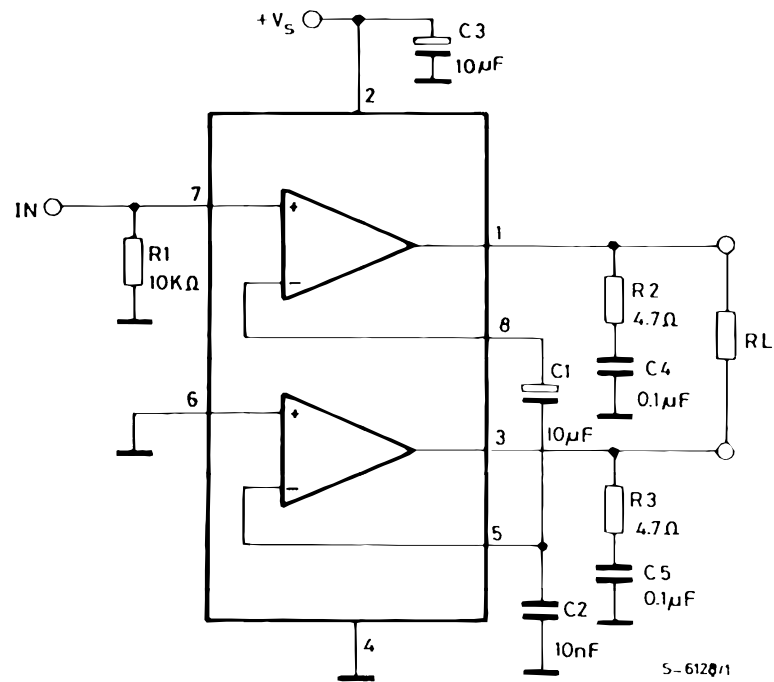 +VS
C3
10µF
2
IN
7
+
1
R1
10KΩ
−
R2
4.7Ω
8
RL
C1
C4
0.1µF
6
+
10µF
3
−
R3
4.7Ω
5
C5
0.1µF
C2
4
10nF
S-6128/1